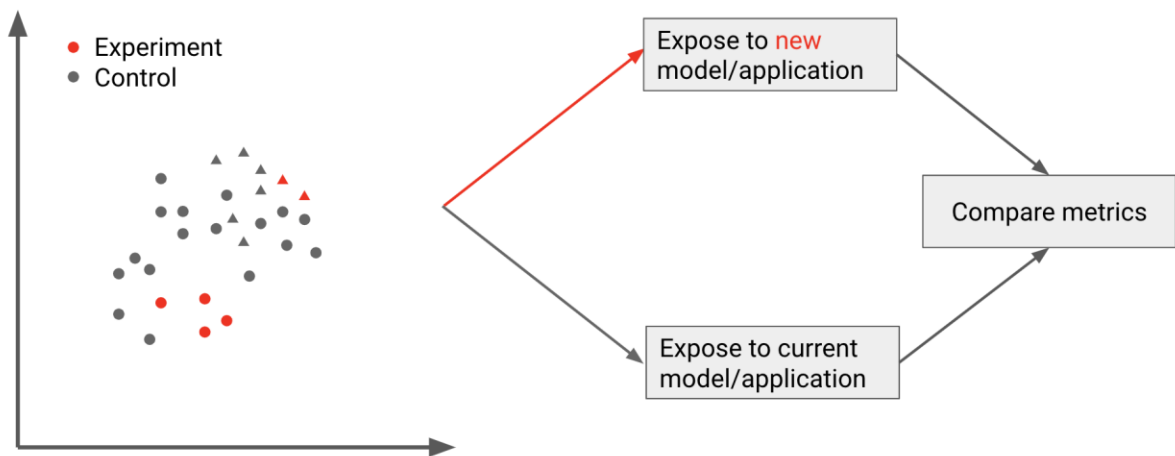 Experiment
Control
Expose to new
model/application
Compare metrics
Expose to current
model/application